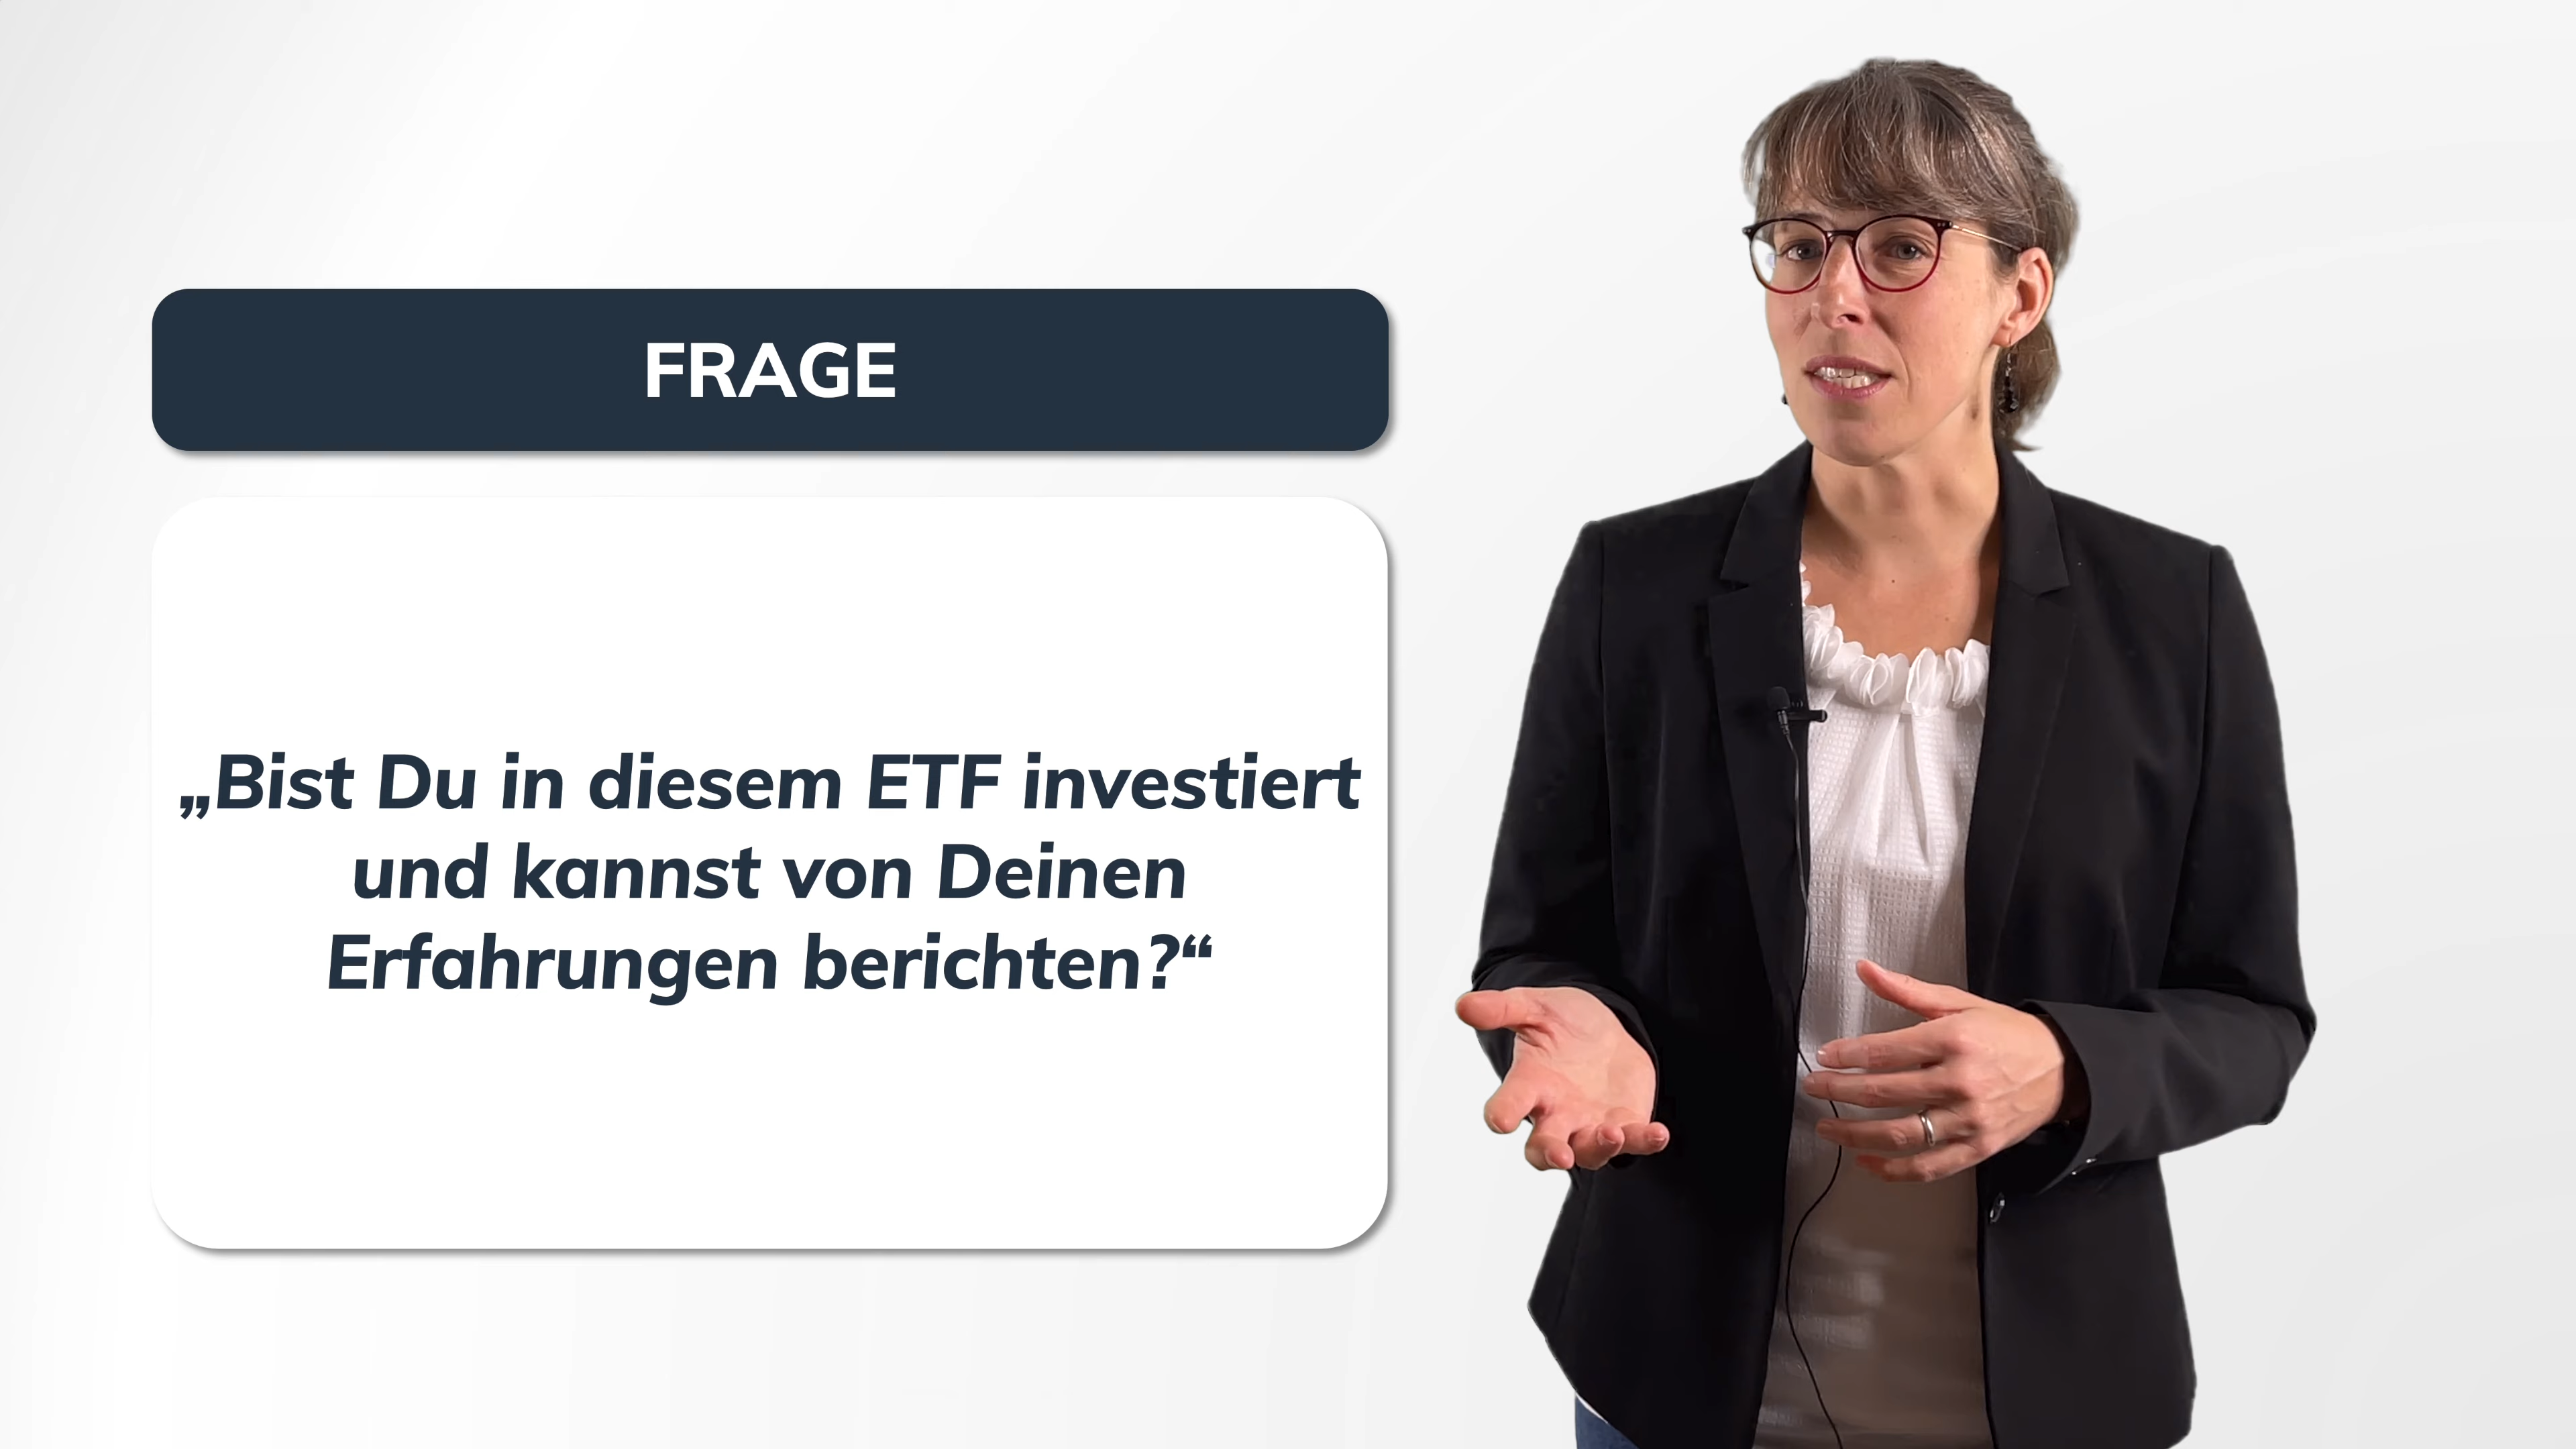 FRAGE
„Bist Du in diesem ETF investiert
und kannst von Deinen
Erfahrungen berichten?“